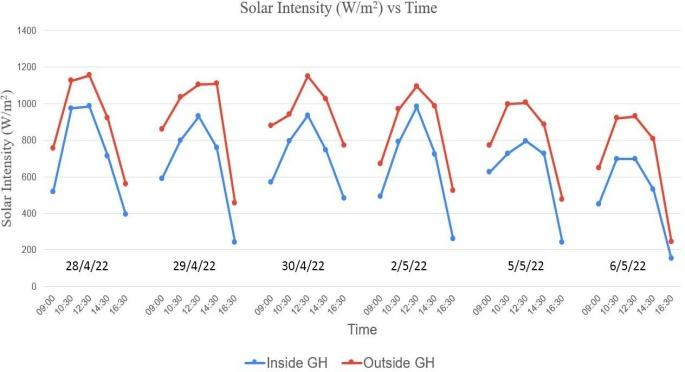 Solar Intensity (W/m²) vs Time
Solar Intensity (W/m²)
1400
1200
1000
800
600
400
200
0
28/4/22 29/4/22 30/4/22 2/5/22 5/5/22 6/5/22
09:00 10:30 12:30 14:30 16:30 09:00 10:30 12:30 14:30 16:30 09:00 10:30 12:30 14:30 16:30 09:00 10:30 12:30 14:30 16:30 09:00 10:30 12:30 14:30 16:30 09:00 10:30 12:30 14:30 16:30
Time
Inside GH Outside GH